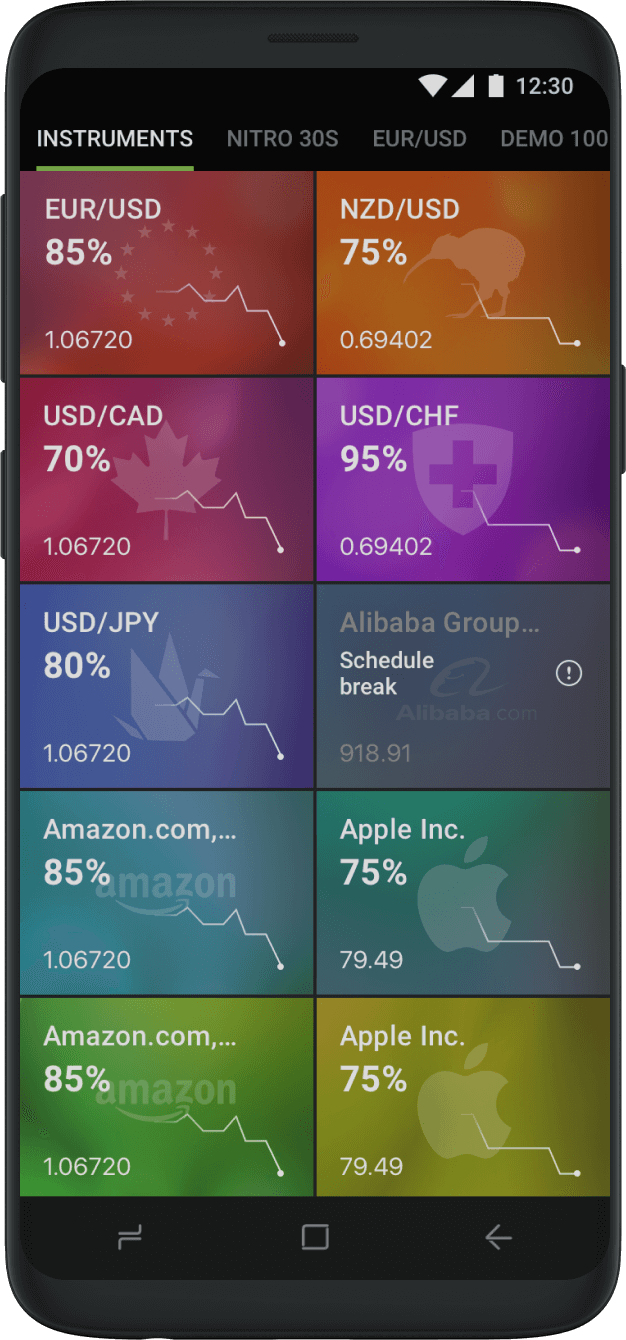 12:30
INSTRUMENTS NITRO 30S EUR/USD DEMO 100
EUR/USD
85%
1.06720
NZD/USD
75%
0.69402
USD/CAD
70%
1.06720
USD/CHF
95%
0.69402
USD/JPY
80%
1.06720
Alibaba Group...
Schedule
break
Alibaba.com
918.91
Amazon.com,...
85%
amazon
1.06720
Apple Inc.
75%
79.49
Amazon.com,...
85%
amazon
1.06720
Apple Inc.
75%
79.49